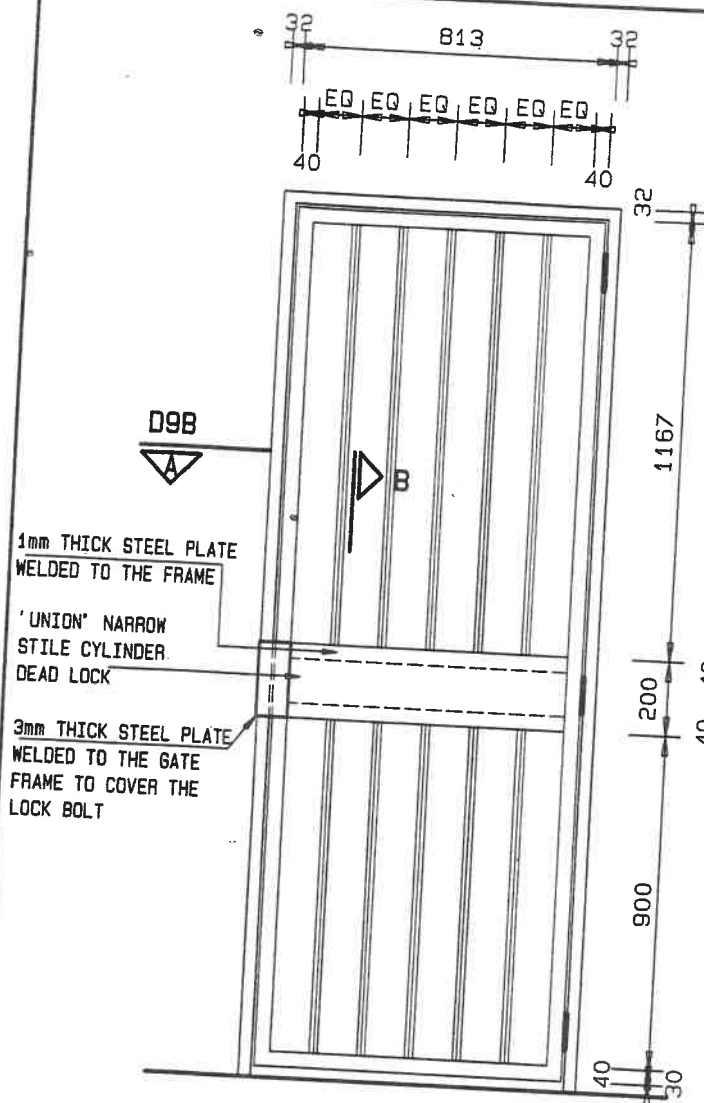 32 813 32
EQ EQ EQ EQ EQ EQ
40 40
32
1167
D9B
A
B
1mm THICK STEEL PLATE
WELDED TO THE FRAME
'UNION' NARROW
STILE CYLINDER
DEAD LOCK
200
40
3mm THICK STEEL PLATE
WELDED TO THE GATE
FRAME TO COVER THE
LOCK BOLT
900
40
30